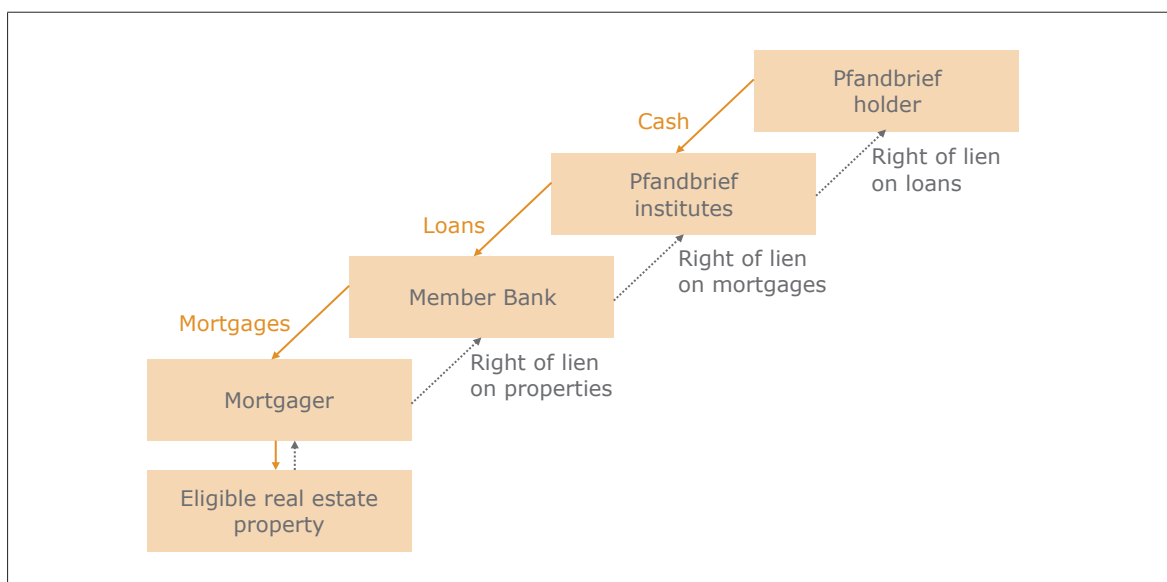 Pfandbrief
holder
Cash
Right of lien
on loans
Pfandbrief
institutes
Loans
Right of lien
on mortgages
Member Bank
Mortgages
Right of lien
on properties
Mortgager
Eligible real estate
property